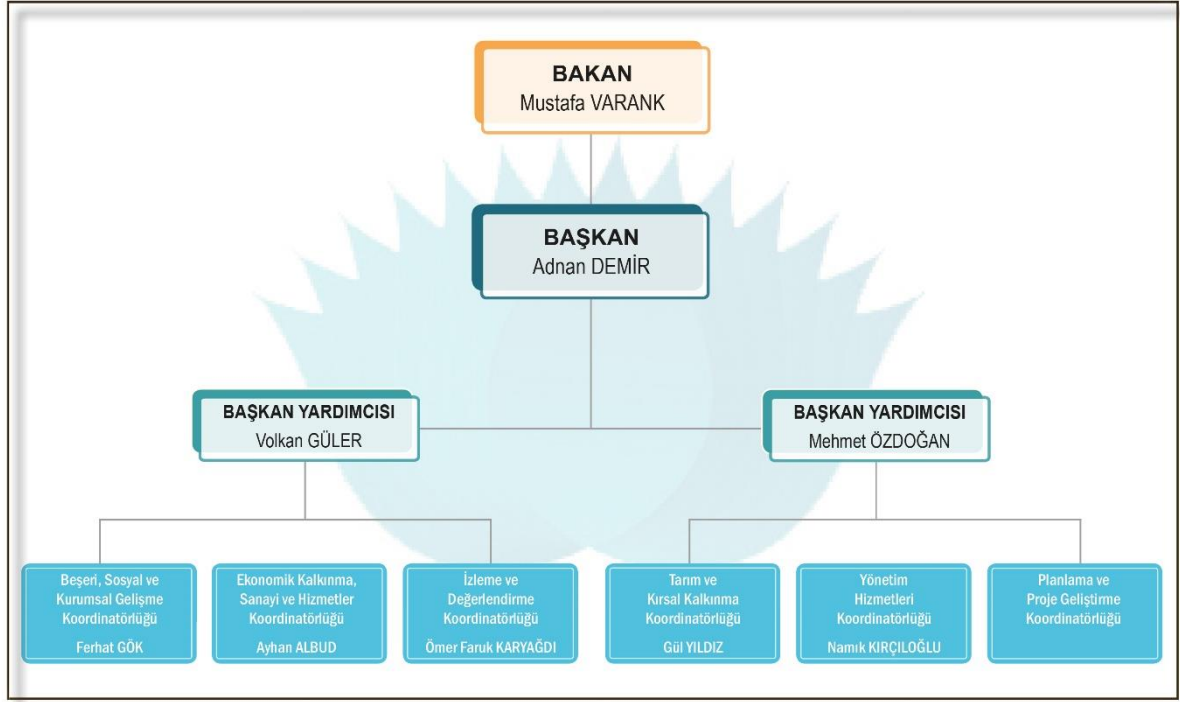 BAKAN
Mustafa VARANK
BAŞKAN
Adnan DEMİR
BAŞKAN YARDIMCISI
Volkan GÜLER
BAŞKAN YARDIMCISI
Mehmet ÖZDOĞAN
Beşeri, Sosyal ve
Kurumsal Gelişme
Koordinatörlüğü
Ferhat GÖK
Ekonomik Kalkınma,
Sanayi ve Hizmetler
Koordinatörlüğü
Ayhan ALBUD
İzleme ve
Değerlendirme
Koordinatörlüğü
Ömer Faruk KARYAĞDI
Tarım ve
Kırsal Kalkınma
Koordinatörlüğü
Gül YILDIZ
Yönetim
Hizmetleri
Koordinatörlüğü
Namık KIRÇILOĞLU
Planlama ve
Proje Geliştirme
Koordinatörlüğü